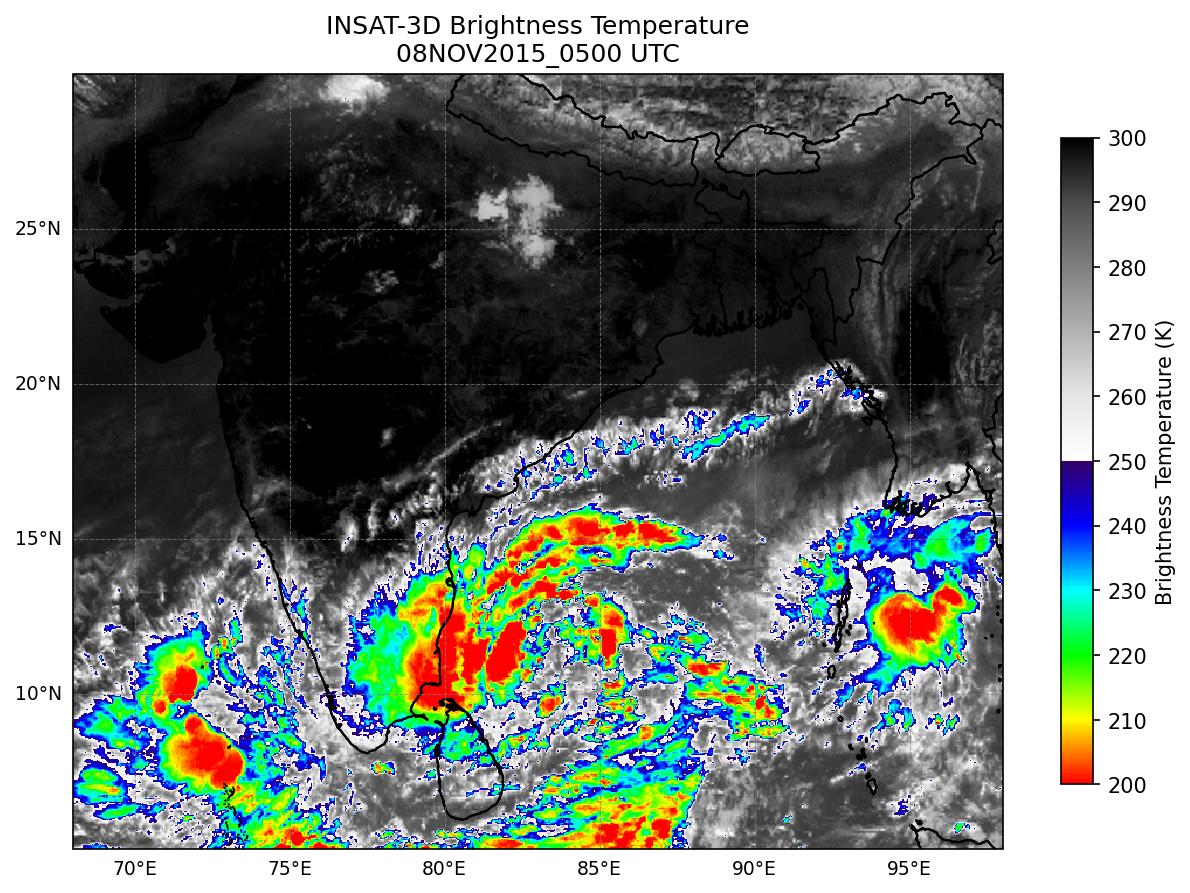 INSAT-3D Brightness Temperature
08NOV2015_0500 UTC
25°N
20°N
15°N
10°N
70°E
75°E
80°E
85°E
90°E
95°E
300
290
280
270
260
250
240
230
220
210
200
Brightness Temperature (K)